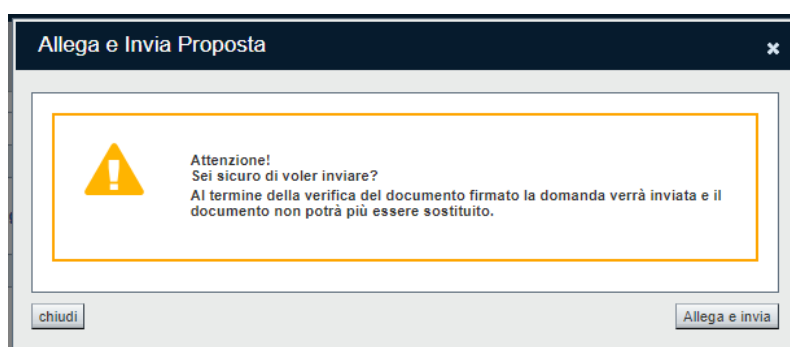 Allega e Invia Proposta
Attenzione!
Sei sicuro di voler inviare?
Al termine della verifica del documento firmato la domanda verrà inviata e il
documento non potrà più essere sostituito.
chiudi
Allega e invia